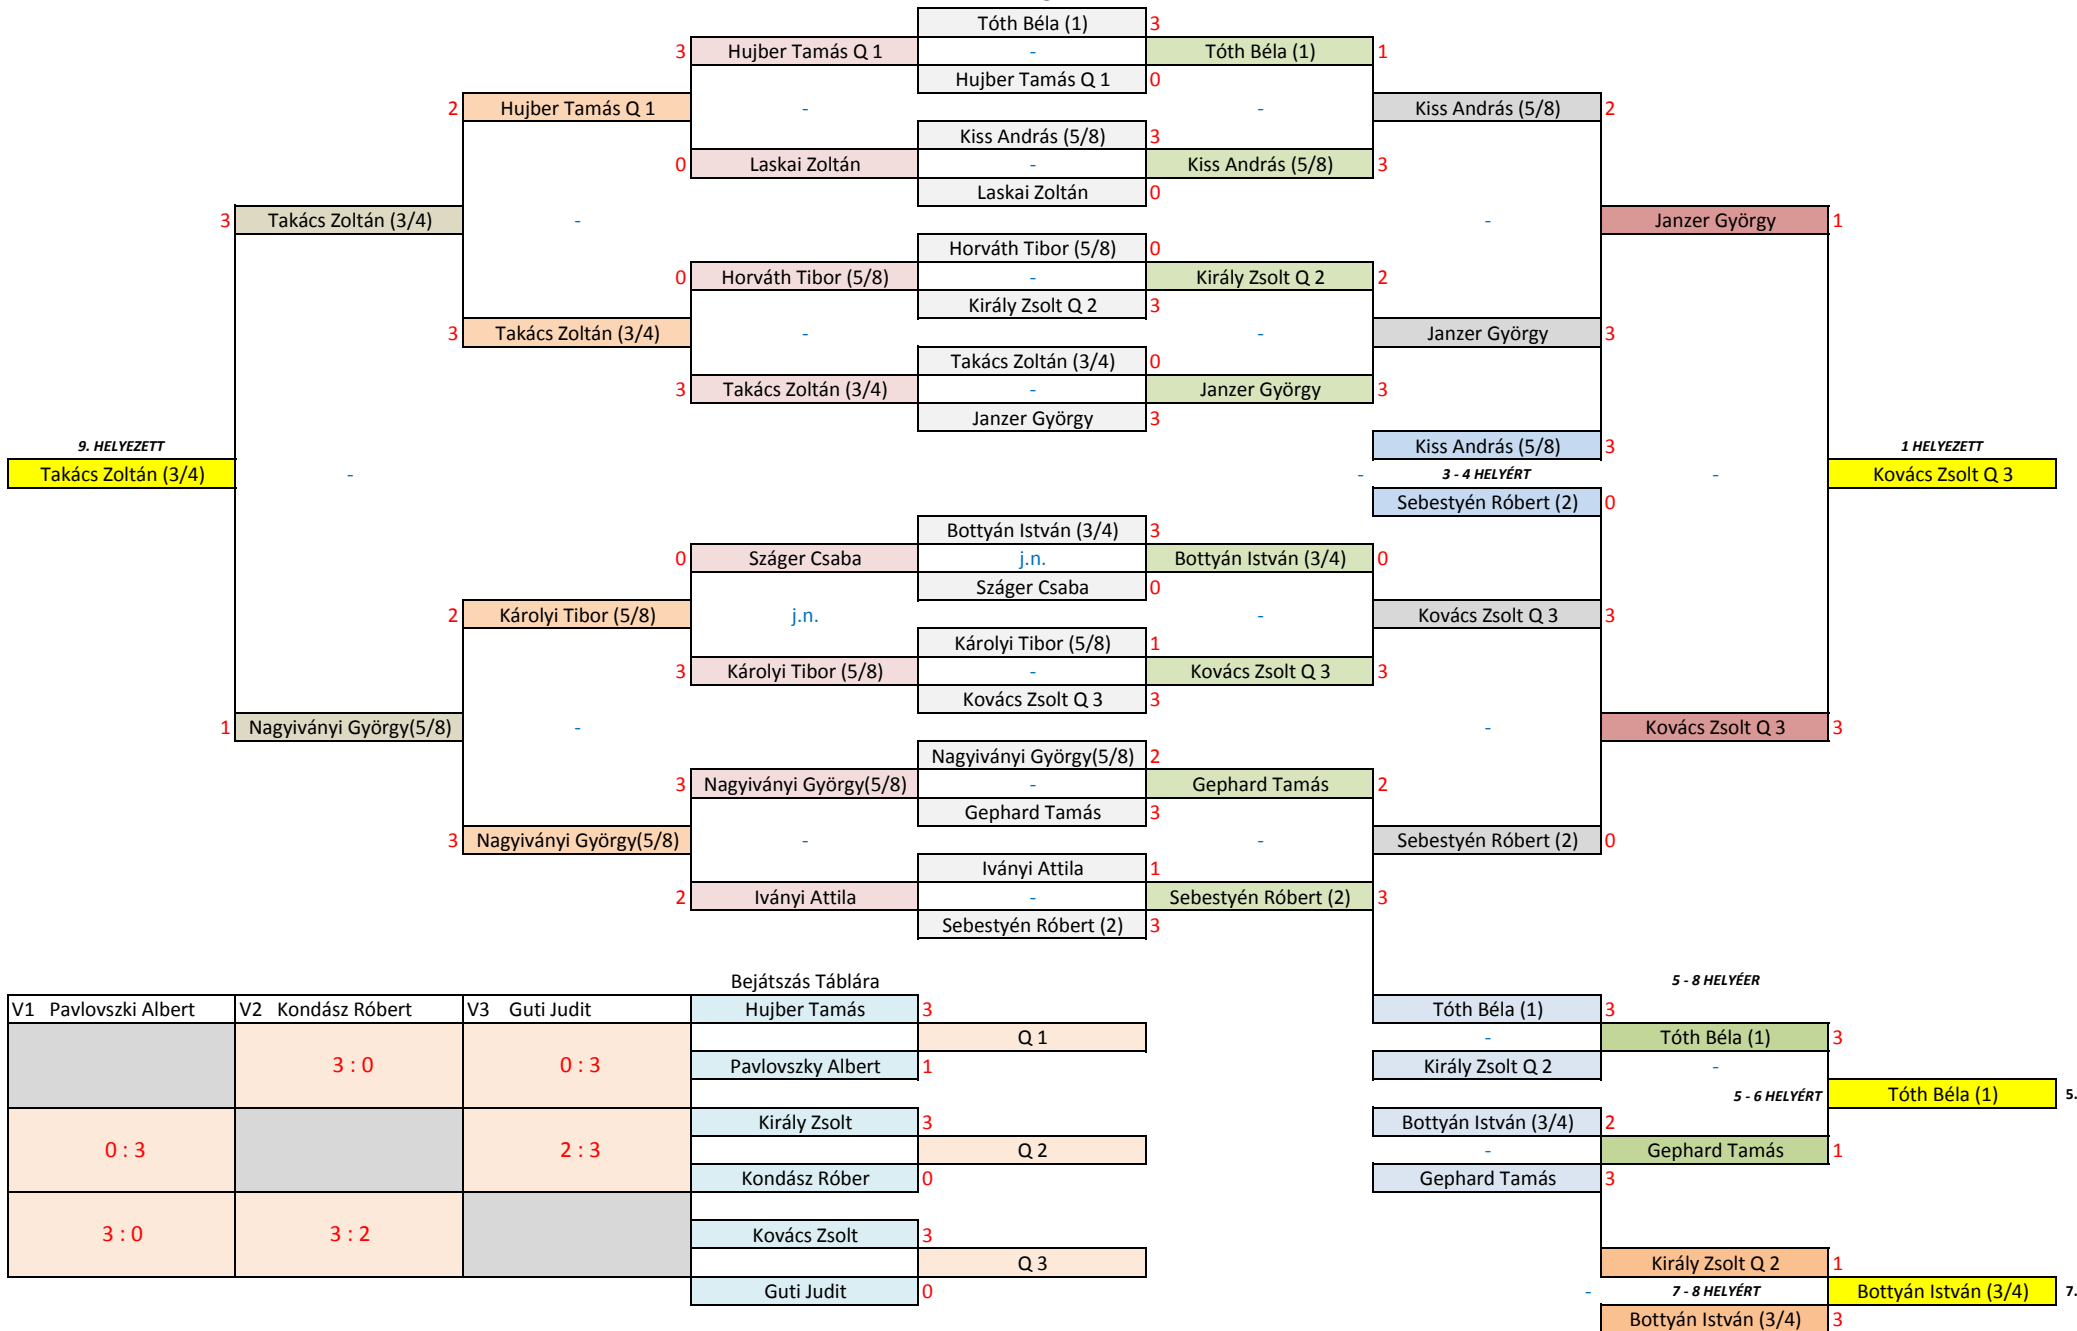 Tóth Béla (1) 3
3 Hujber Tamás Q 1 - Tóth Béla (1) 1
Hujber Tamás Q 1 0
2 Hujber Tamás Q 1 - - Kiss András (5/8) 2
Kiss András (5/8) 3
0 Laskai Zoltán - Kiss András (5/8) 3
Laskai Zoltán 0
3 Takács Zoltán (3/4) - - Janzer György 1
Horváth Tibor (5/8) 0
0 Horváth Tibor (5/8) - Király Zsolt Q 2 2
Király Zsolt Q 2 3
3 Takács Zoltán (3/4) - - Janzer György 3
Takács Zoltán (3/4) 0
3 Takács Zoltán (3/4) - Janzer György 3
Janzer György 3
9. HELYEZETT Kiss András (5/8) 3 1 HELYEZETT
Takács Zoltán (3/4) - - 3 - 4 HELYÉRT - Kovács Zsolt Q 3
Sebestyén Róbert (2) 0
Bottyán István (3/4) 3
0 Száger Csaba j.n. Bottyán István (3/4) 0
Száger Csaba 0
2 Károlyi Tibor (5/8) j.n. - Kovács Zsolt Q 3 3
Károlyi Tibor (5/8) 1
3 Károlyi Tibor (5/8) - Kovács Zsolt Q 3 3
Kovács Zsolt Q 3 3
1 Nagyiványi György(5/8) - - Kovács Zsolt Q 3 3
Nagyiványi György(5/8) 2
3 Nagyiványi György(5/8) - Gephard Tamás 2
Gephard Tamás 3
3 Nagyiványi György(5/8) - - Sebestyén Róbert (2) 0
Iványi Attila 1
2 Iványi Attila - Sebestyén Róbert (2) 3
Sebestyén Róbert (2) 3
Bejátszás Táblára 5 - 8 HELYÉER
V1 Pavlovszki Albert V2 Kondász Róbert V3 Guti Judit Hujber Tamás 3 Tóth Béla (1) 3
Q 1 - Tóth Béla (1) 3
3 : 0 0 : 3 Pavlovszky Albert 1 Király Zsolt Q 2 -
5 - 6 HELYÉRT Tóth Béla (1) 5.
Király Zsolt 3 Bottyán István (3/4) 2
0 : 3 2 : 3 Q 2 - Gephard Tamás 1
Kondász Róber 0 Gephard Tamás 3
3 : 0 3 : 2 Kovács Zsolt 3
Q 3 Király Zsolt Q 2 1
Guti Judit 0 - 7 - 8 HELYÉRT Bottyán István (3/4) 7.
Bottyán István (3/4) 3